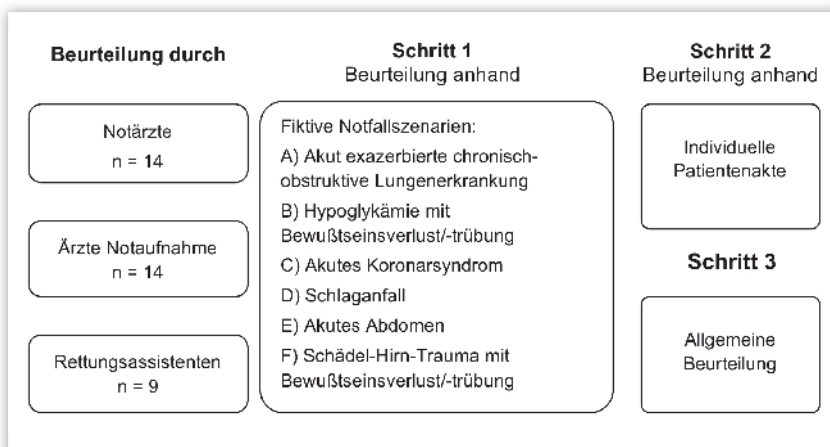 Beurteilung durch
Notärzte
n = 14
Ärzte Notaufnahme
n = 14
Rettungsassistenten
n = 9
Schritt 1
Beurteilung anhand
Fiktive Notfallszenarien:
A) Akut exazerbierte chronisch-
obstruktive Lungenerkrankung
B) Hypoglykämie mit
Bewußtseinsverlust/-trübung
C) Akutes Koronarsyndrom
D) Schlaganfall
E) Akutes Abdomen
F) Schädel-Hirn-Trauma mit
Bewußtseinsverlust/-trübung
Schritt 2
Beurteilung anhand
Individuelle
Patientenakte
Schritt 3
Allgemeine
Beurteilung